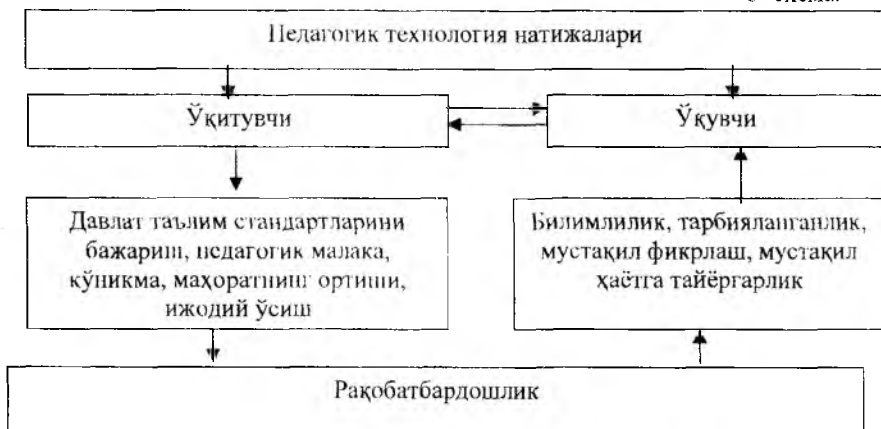 Педагогик технология натижалари
Ўқитувчи
Ўқувчи
Давлат таълим стандартларини
бажариш, педагогик малака,
кўникма, маҳоратнинг ортиши,
ижодий ўсиш
Билимлилик, тарбияланганлик,
мустақил фикрлаш, мустақил
ҳаётга тайёргарлик
Рақобатбардошлик